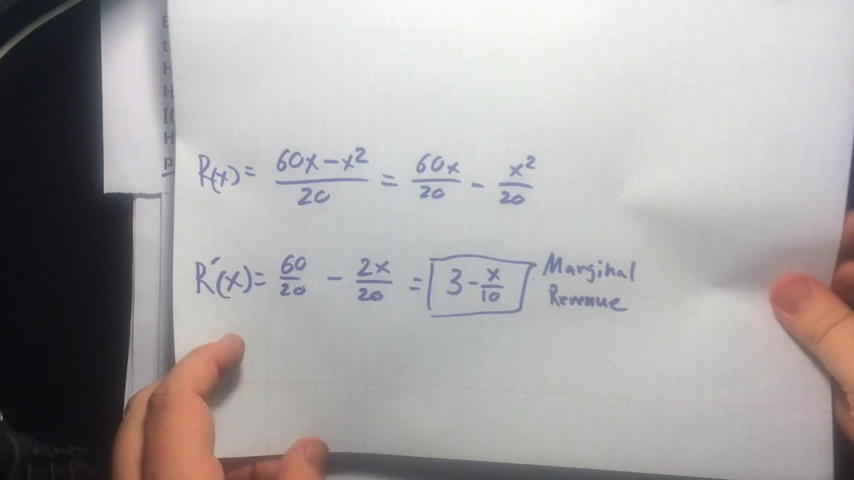 R(x) = (60x - x²)/20 = 60x/20 - x²/20
R'(x) = 60/20 - 2x/20 = 3 - x/10 Marginal
Revenue